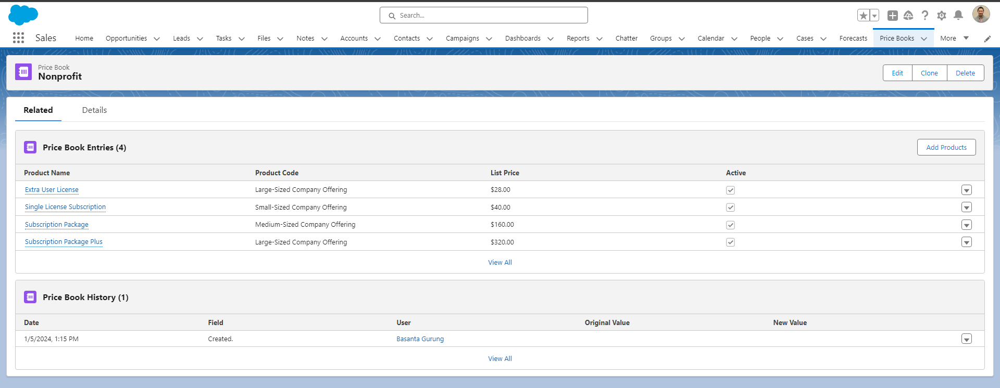 Search...
Sales Home Opportunities Leads Tasks Files Notes Accounts Contacts Campaigns Dashboards Reports Chatter Groups Calendar People Cases Forecasts Price Books More
Price Book
Nonprofit
Edit Clone Delete
Related Details
Price Book Entries (4) Add Products
Product Name Product Code List Price Active
Extra User License Large-Sized Company Offering $28.00
Single License Subscription Small-Sized Company Offering $40.00
Subscription Package Medium-Sized Company Offering $160.00
Subscription Package Plus Large-Sized Company Offering $320.00
View All
Price Book History (1)
Date Field User Original Value New Value
1/5/2024, 1:15 PM Created. Basanta Gurung
View All